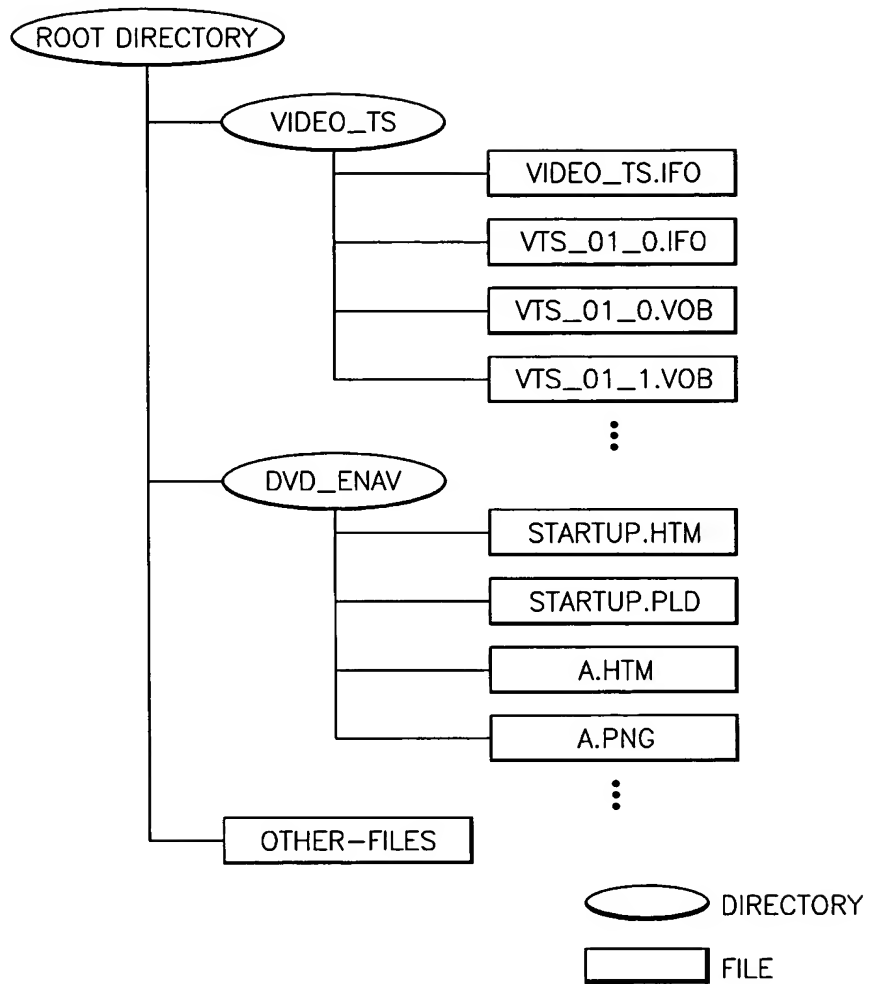 ROOT DIRECTORY
VIDEO_TS
VIDEO_TS.IFO
VTS_01_0.IFO
VTS_01_0.VOB
VTS_01_1.VOB
DVD_ENAV
STARTUP.HTM
STARTUP.PLD
A.HTM
A.PNG
OTHER-FILES
DIRECTORY
FILE